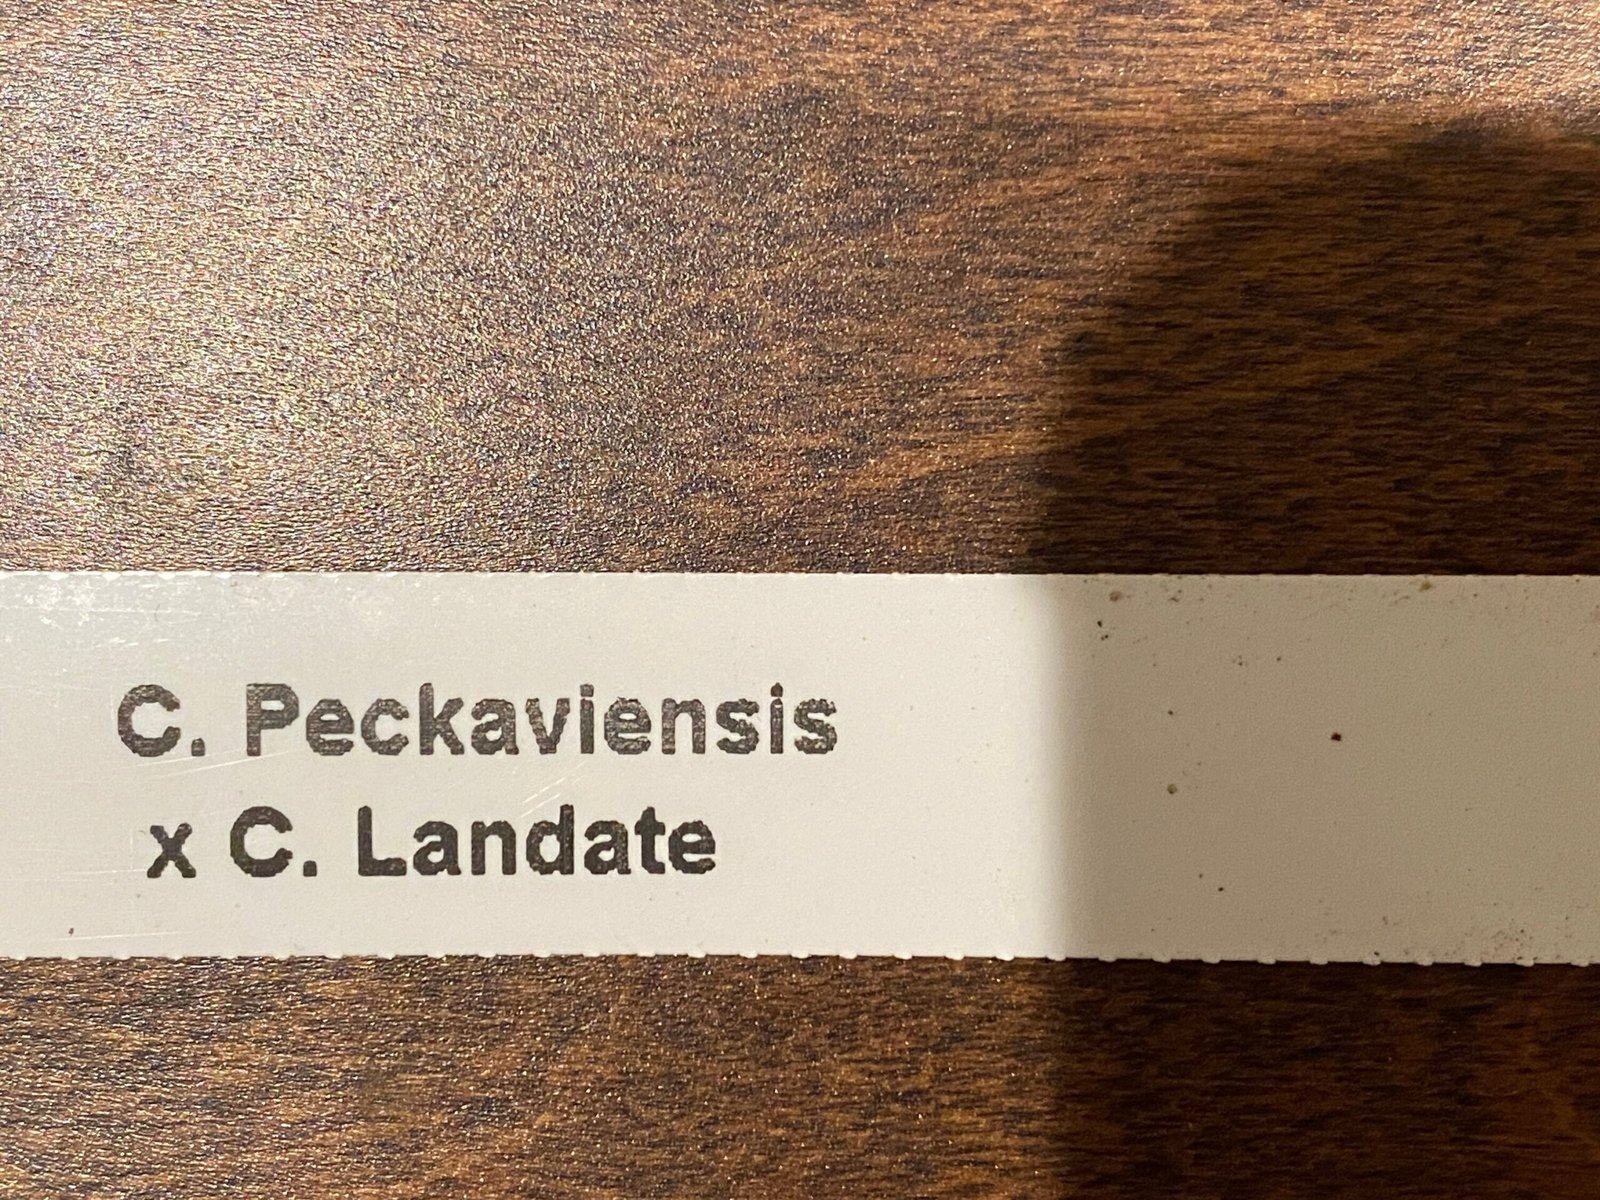 C. Peckaviensis
x C. Landate